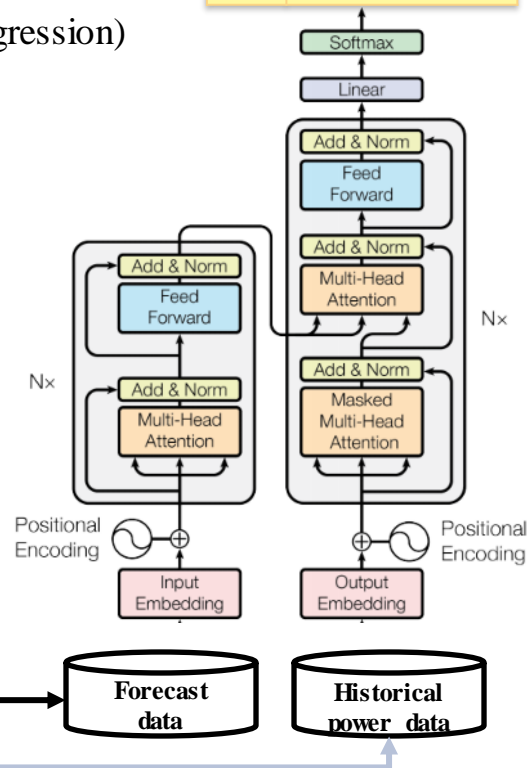 gression)
Softmax
Linear
Add & Norm
Feed
Forward
Add & Norm
Multi-Head
Attention
Add & Norm
Masked
Multi-Head
Attention
N×
Add & Norm
Feed
Forward
Add & Norm
Multi-Head
Attention
N×
Positional
Encoding
Positional
Encoding
Input
Embedding
Output
Embedding
Forecast
data
Historical
power data